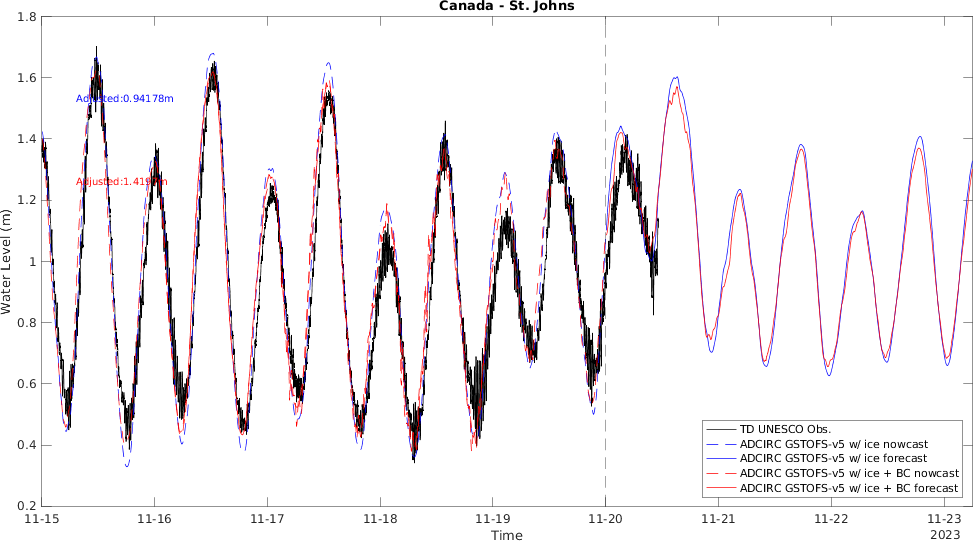 Canada - St. Johns
1.8
1.6
1.4
1.2
1
0.8
0.6
0.4
0.2
Water Level (m)
Adjusted:0.94178m
11-15
11-16
11-17
11-18
11-19
11-20
11-21
11-22
11-23
2023
Time
TD UNESCO Obs.
ADCIRC GSTOFS-v5 w/ ice nowcast
ADCIRC GSTOFS-v5 w/ ice forecast
ADCIRC GSTOFS-v5 w/ ice + BC nowcast
ADCIRC GSTOFS-v5 w/ ice + BC forecast